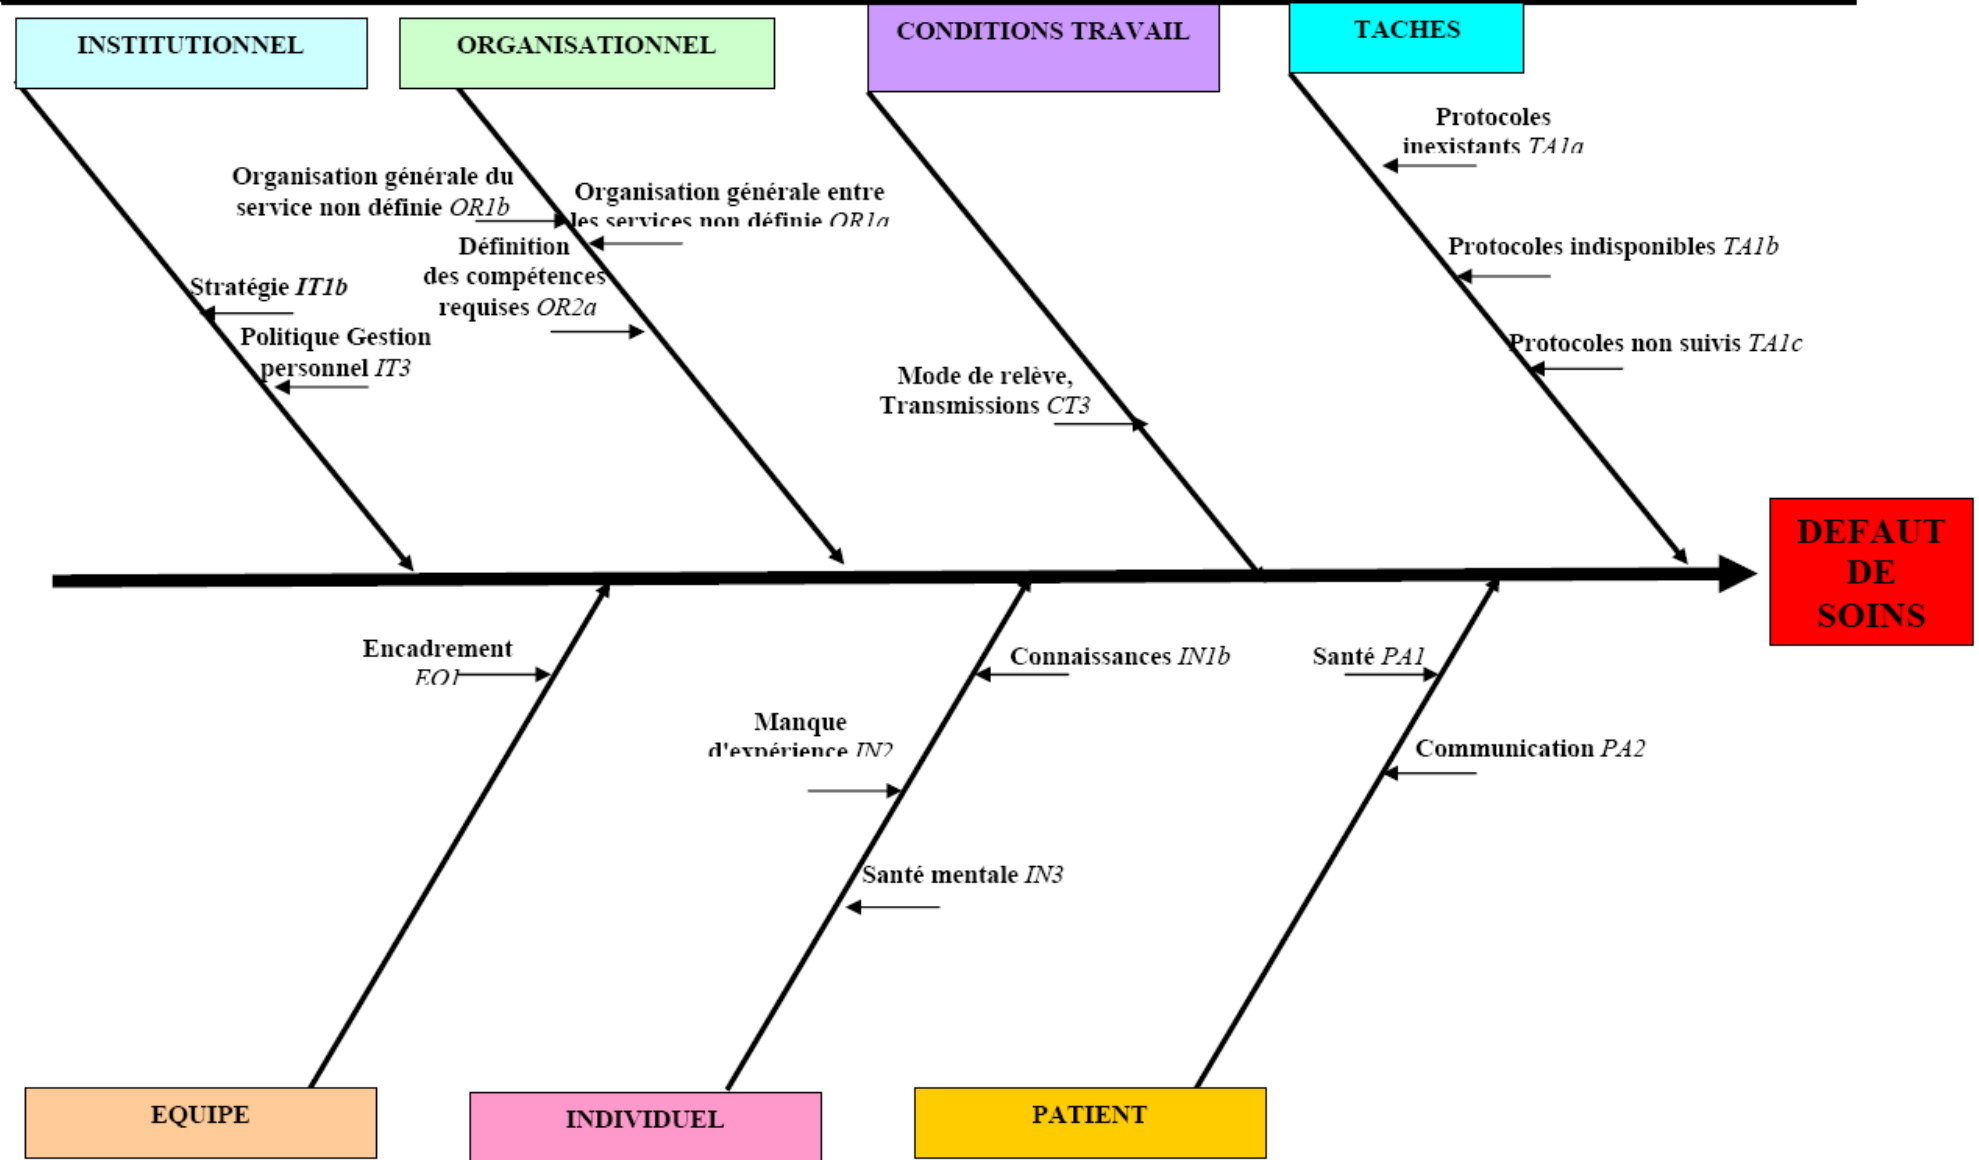 INSTITUTIONNEL
ORGANISATIONNEL
CONDITIONS TRAVAIL
TACHES
Protocoles
inexistants TA1a
Organisation générale du
service non définie OR1b
Organisation générale entre
les services non définie OR1a
Définition
des compétences
requises OR2a
Protocoles indisponibles TA1b
Stratégie IT1b
Politique Gestion
personnel IT3
Protocoles non suivis TA1c
Mode de relève,
Transmissions CT3
DEFAUT
DE
SOINS
Encadrement
EQ1
Connaissances IN1b
Santé PA1
Manque
d'expérience IN2
Communication PA2
Santé mentale IN3
EQUIPE
INDIVIDUEL
PATIENT